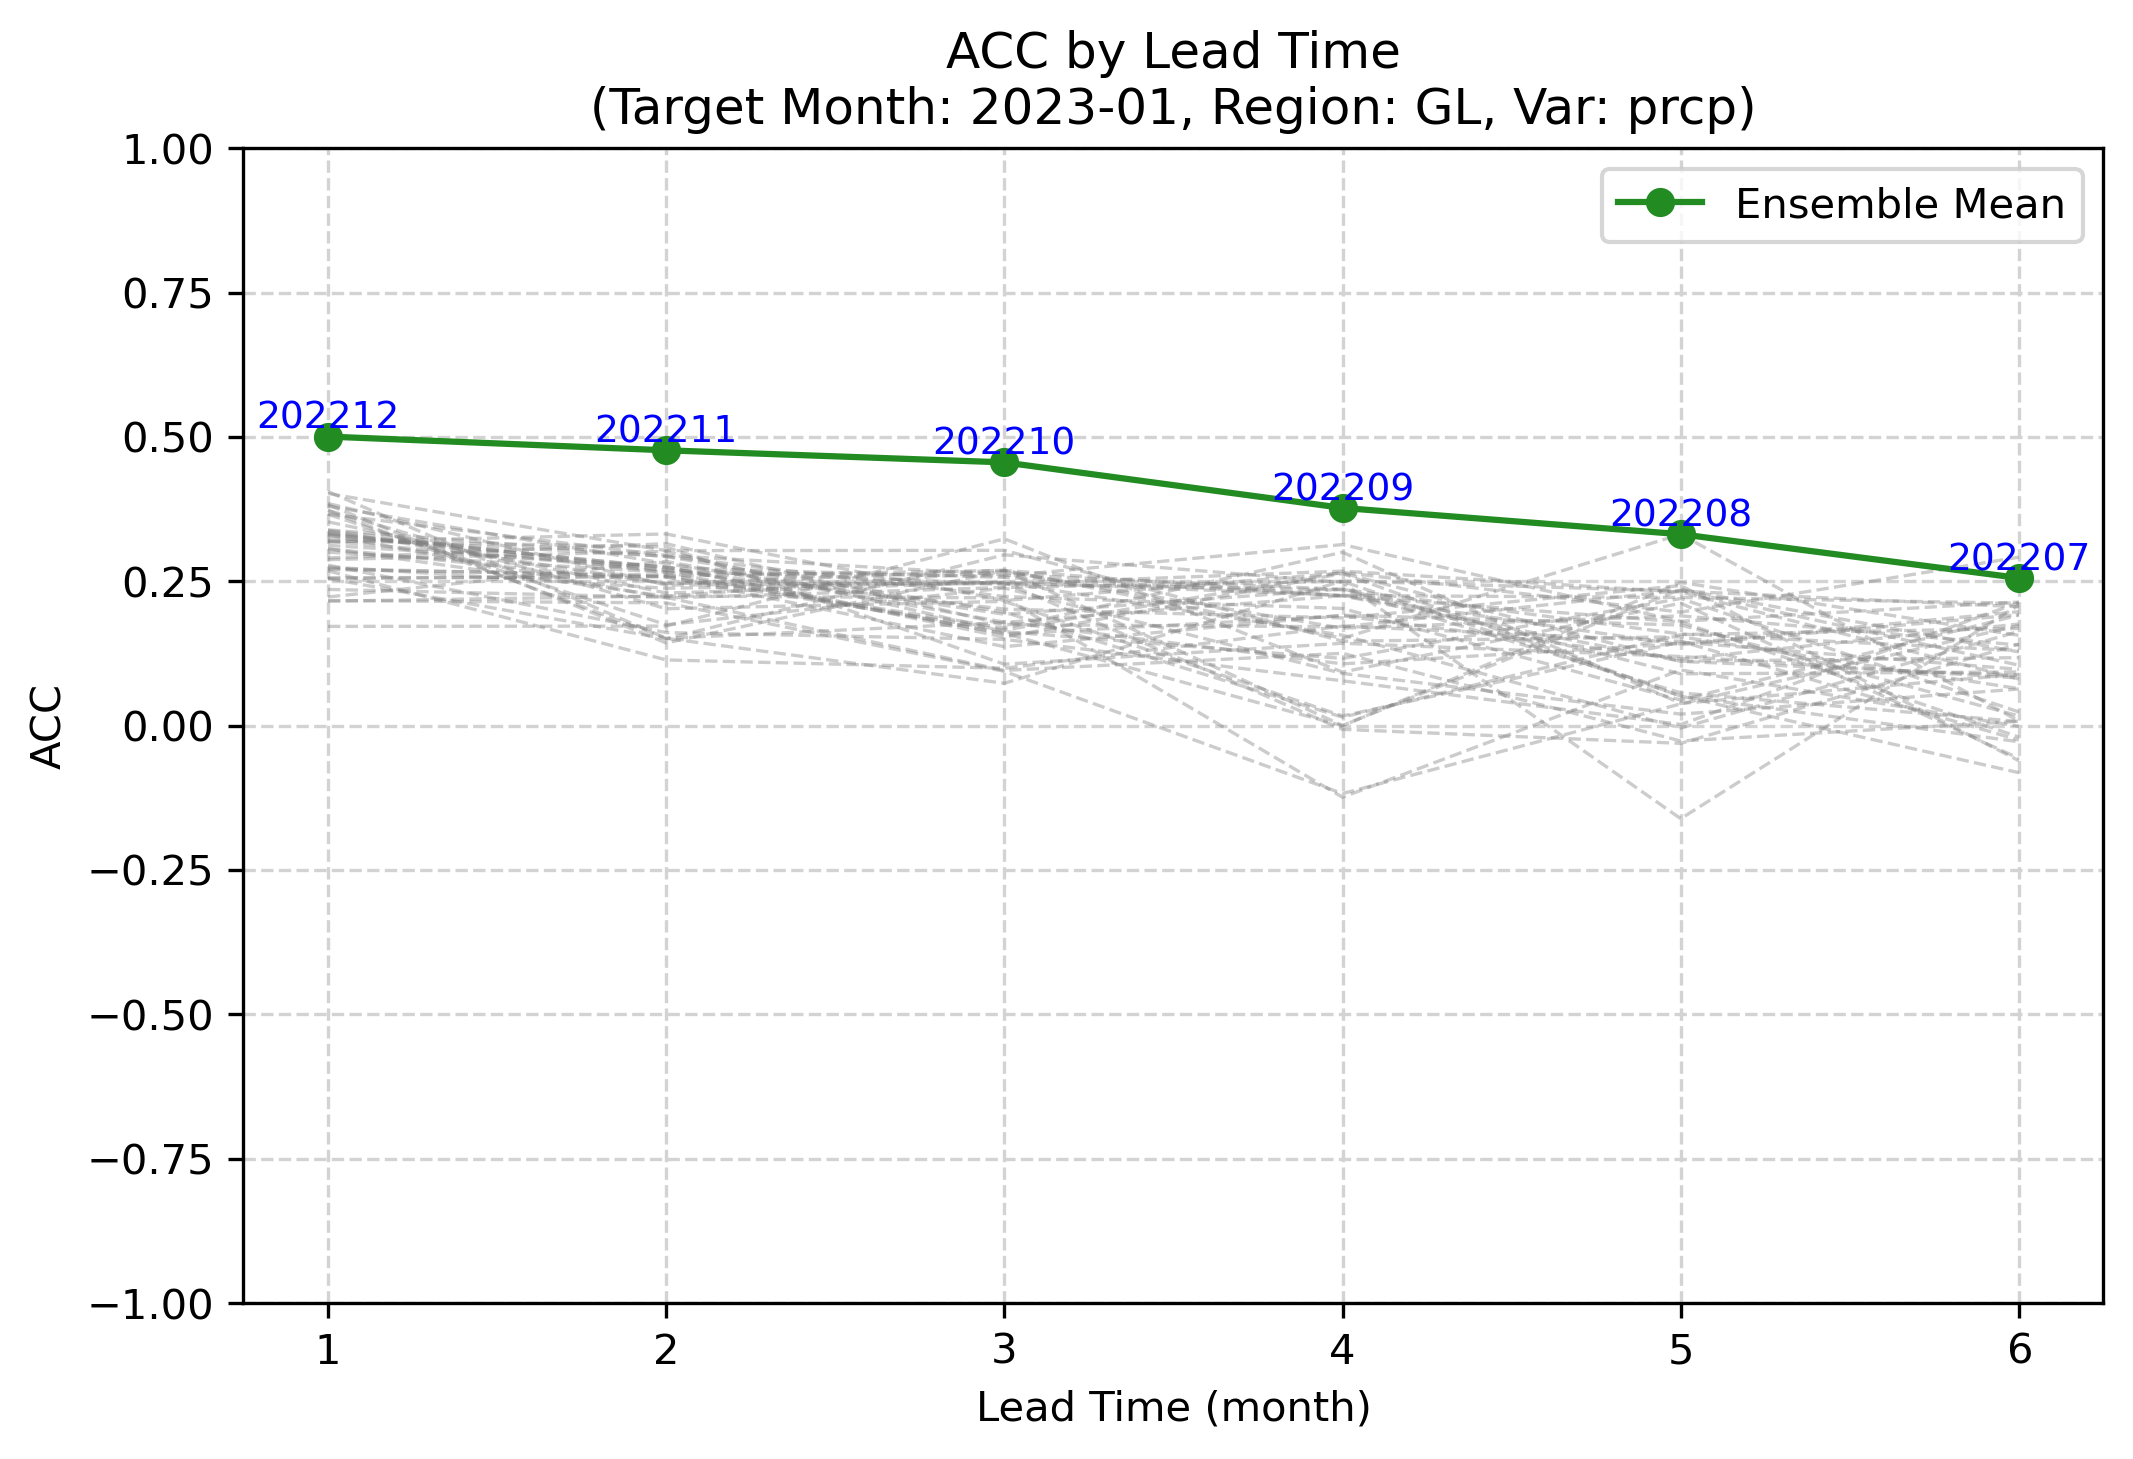 ACC by Lead Time
(Target Month: 2023-01, Region: GL, Var: prcp)
Ensemble Mean
1.00
0.75
0.50
0.25
0.00
−0.25
−0.50
−0.75
−1.00
ACC
202212
202211
202210
202209
202208
202207
1 2 3 4 5 6
Lead Time (month)